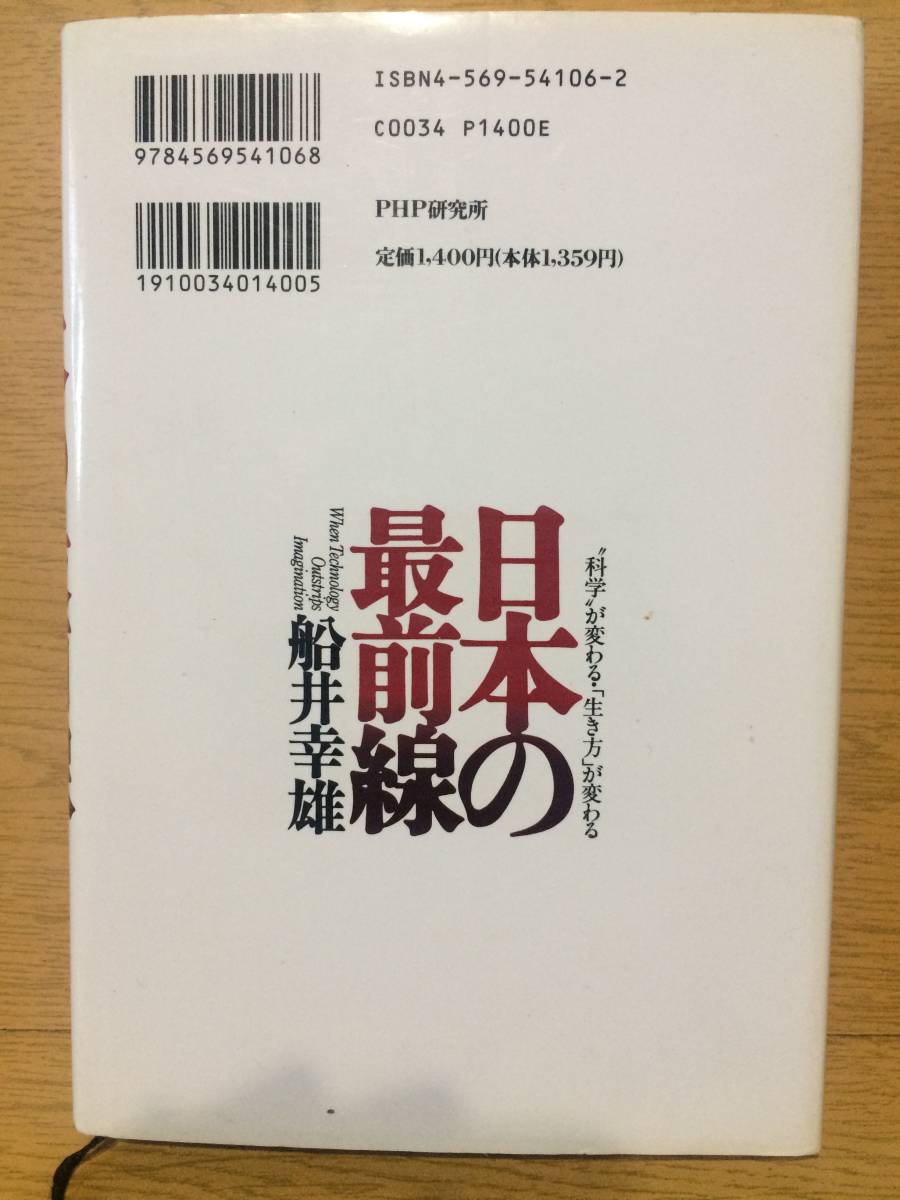 ISBN4-569-54106-2
C0034 P1400E
9784569541068
PHP研究所
定価1,400円(本体1,359円)
1910034014005
〝科学〟が変わる・「生き方」が変わる
日本の
最前線
When Technology
Outstrips
Imagination
船井幸雄